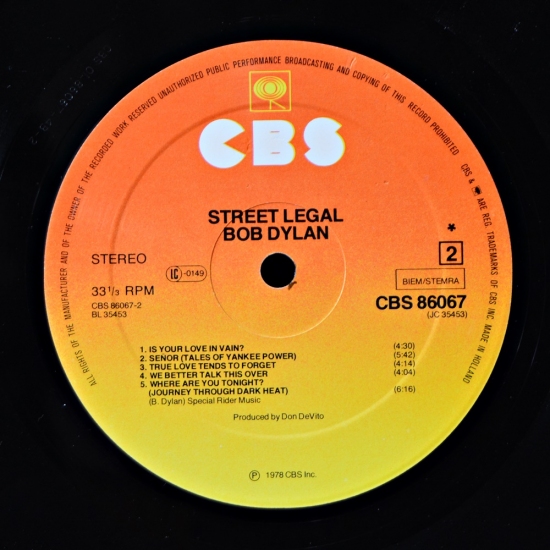 ALL RIGHTS OF THE MANUFACTURER AND OF THE OWNER OF THE RECORDED WORK RESERVED UNAUTHORIZED PUBLIC PERFORMANCE BROADCASTING AND COPYING OF THIS RECORD PROHIBITED
CBS & ARE REG. TRADEMARKS OF CBS INC. MADE IN HOLLAND
CBS
STREET LEGAL
BOB DYLAN
STEREO
LC-0149
2
BIEM/STEMRA
33 1/3 RPM
CBS 86067-2
BL 35453
CBS 86067
(JC 35453)
1. IS YOUR LOVE IN VAIN? (4:30)
2. SEÑOR (TALES OF YANKEE POWER) (5:42)
3. TRUE LOVE TENDS TO FORGET (4:14)
4. WE BETTER TALK THIS OVER (4:04)
5. WHERE ARE YOU TONIGHT?
(JOURNEY THROUGH DARK HEAT) (6:16)
(B. Dylan) Special Rider Music
Produced by Don DeVito
℗ 1978 CBS Inc.